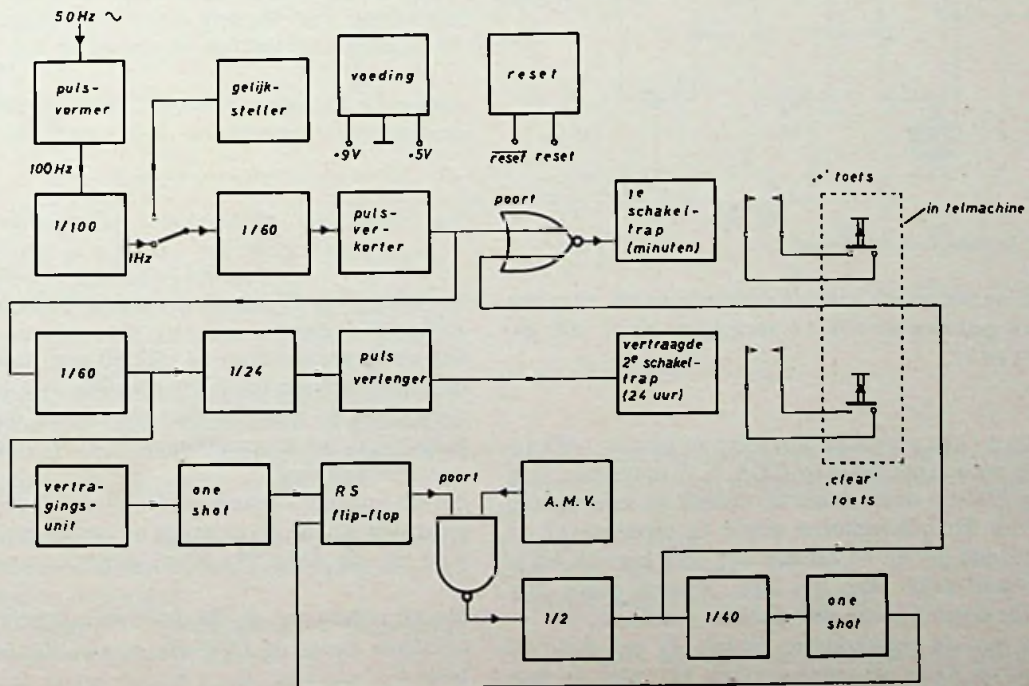 50Hz ~
puls-
vormer
gelijk-
steller
voeding
reset
+9V
+5V
reset
reset
100Hz
1/100
1Hz
1/60
puls-
ver-
korter
poort
1e
schakel-
trap
(minuten)
„+' toets
in telmachine
1/60
1/24
puls
verlenger
vertraagde
2e schakel-
trap
(24 uur)
„clear'
toets
vertra-
gings-
unit
one
shot
RS
flip-flop
poort
A.M.V.
1/2
1/40
one
shot